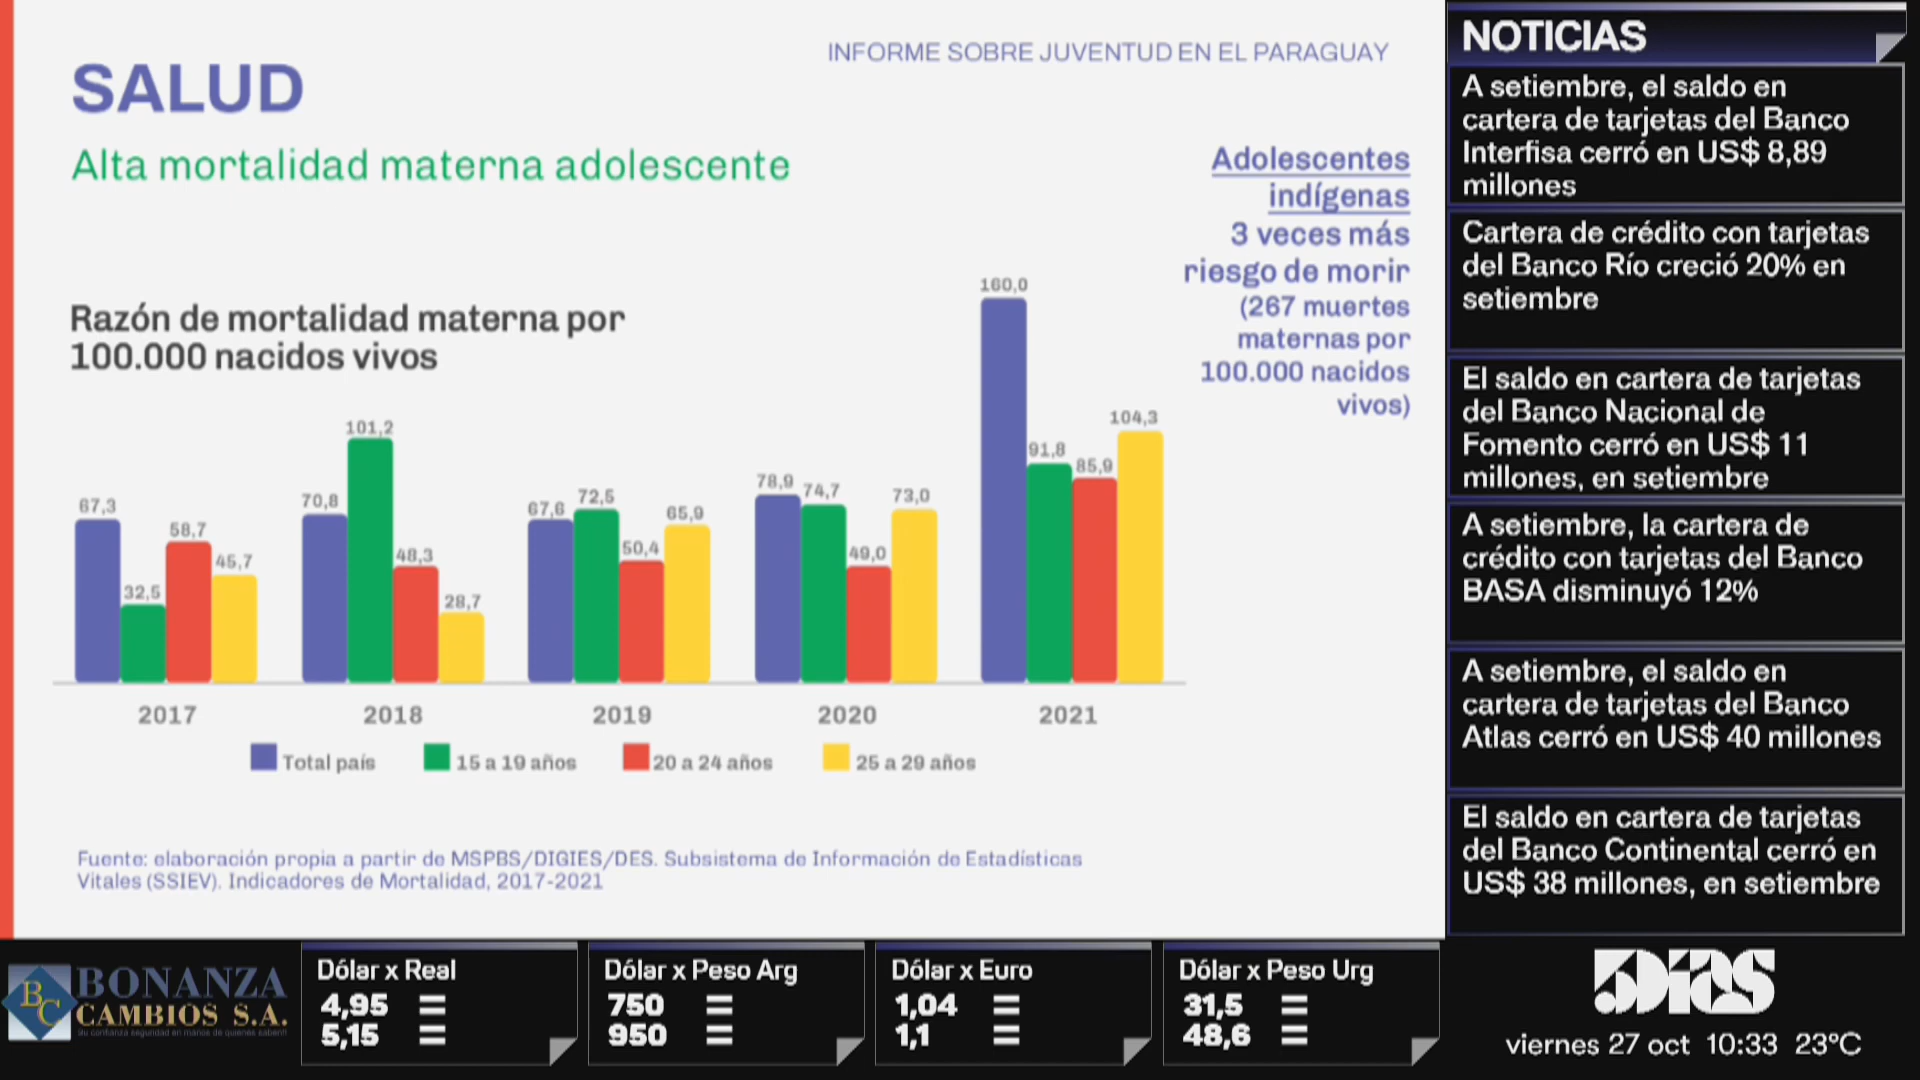 INFORME SOBRE JUVENTUD EN EL PARAGUAY
SALUD
Alta mortalidad materna adolescente
Adolescentes
indígenas
3 veces más
riesgo de morir
(267 muertes
maternas por
100.000 nacidos
vivos)
Razón de mortalidad materna por
100.000 nacidos vivos
67,3
32,5
58,7
45,7
70,8
101,2
48,3
28,7
67,6
72,5
50,4
65,9
78,9
74,7
49,0
73,0
160,0
91,8
85,9
104,3
2017
2018
2019
2020
2021
Total país
15 a 19 años
20 a 24 años
25 a 29 años
Fuente: elaboración propia a partir de MSPBS/DIGIES/DES. Subsistema de Información de Estadísticas
Vitales (SSIEV). Indicadores de Mortalidad, 2017-2021
NOTICIAS
A setiembre, el saldo en
cartera de tarjetas del Banco
Interfisa cerró en US$ 8,89
millones
Cartera de crédito con tarjetas
del Banco Río creció 20% en
setiembre
El saldo en cartera de tarjetas
del Banco Nacional de
Fomento cerró en US$ 11
millones, en setiembre
A setiembre, la cartera de
crédito con tarjetas del Banco
BASA disminuyó 12%
A setiembre, el saldo en
cartera de tarjetas del Banco
Atlas cerró en US$ 40 millones
El saldo en cartera de tarjetas
del Banco Continental cerró en
US$ 38 millones, en setiembre
BC
BONANZA
CAMBIOS S.A.
Su confianza seguridad en manos de quienes saben!!
Dólar x Real
4,95
5,15
Dólar x Peso Arg
750
950
Dólar x Euro
1,04
1,1
Dólar x Peso Urg
31,5
48,6
5Días
viernes 27 oct 10:33 23°C